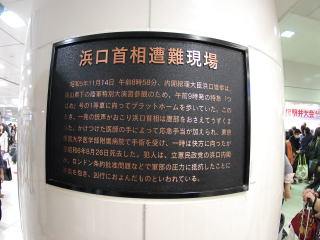 浜口首相遭難現場
昭和5年11月14日 午前8時58分、内閣総理大臣浜口雄幸は、
岡山県下の陸軍特別大演習参観のため、午前9時発の特急「つ
ばめ」号の1等車に向ってプラットホームを歩いていた。この
とき、一発の銃声がおこり浜口首相は腹部をおさえてうずくま
った。かけつけた医師の手によって応急手当が加えられ、東京
帝国大学医学部附属病院で手術を受け、一時は快方に向ったが
昭和6年8月26日死去した。犯人は、立憲民政党の浜口内閣
が、ロンドン条約批准問題などで軍部の圧力に抵抗したことに
不満を抱き、凶行におよんだものといわれている。
弁大会